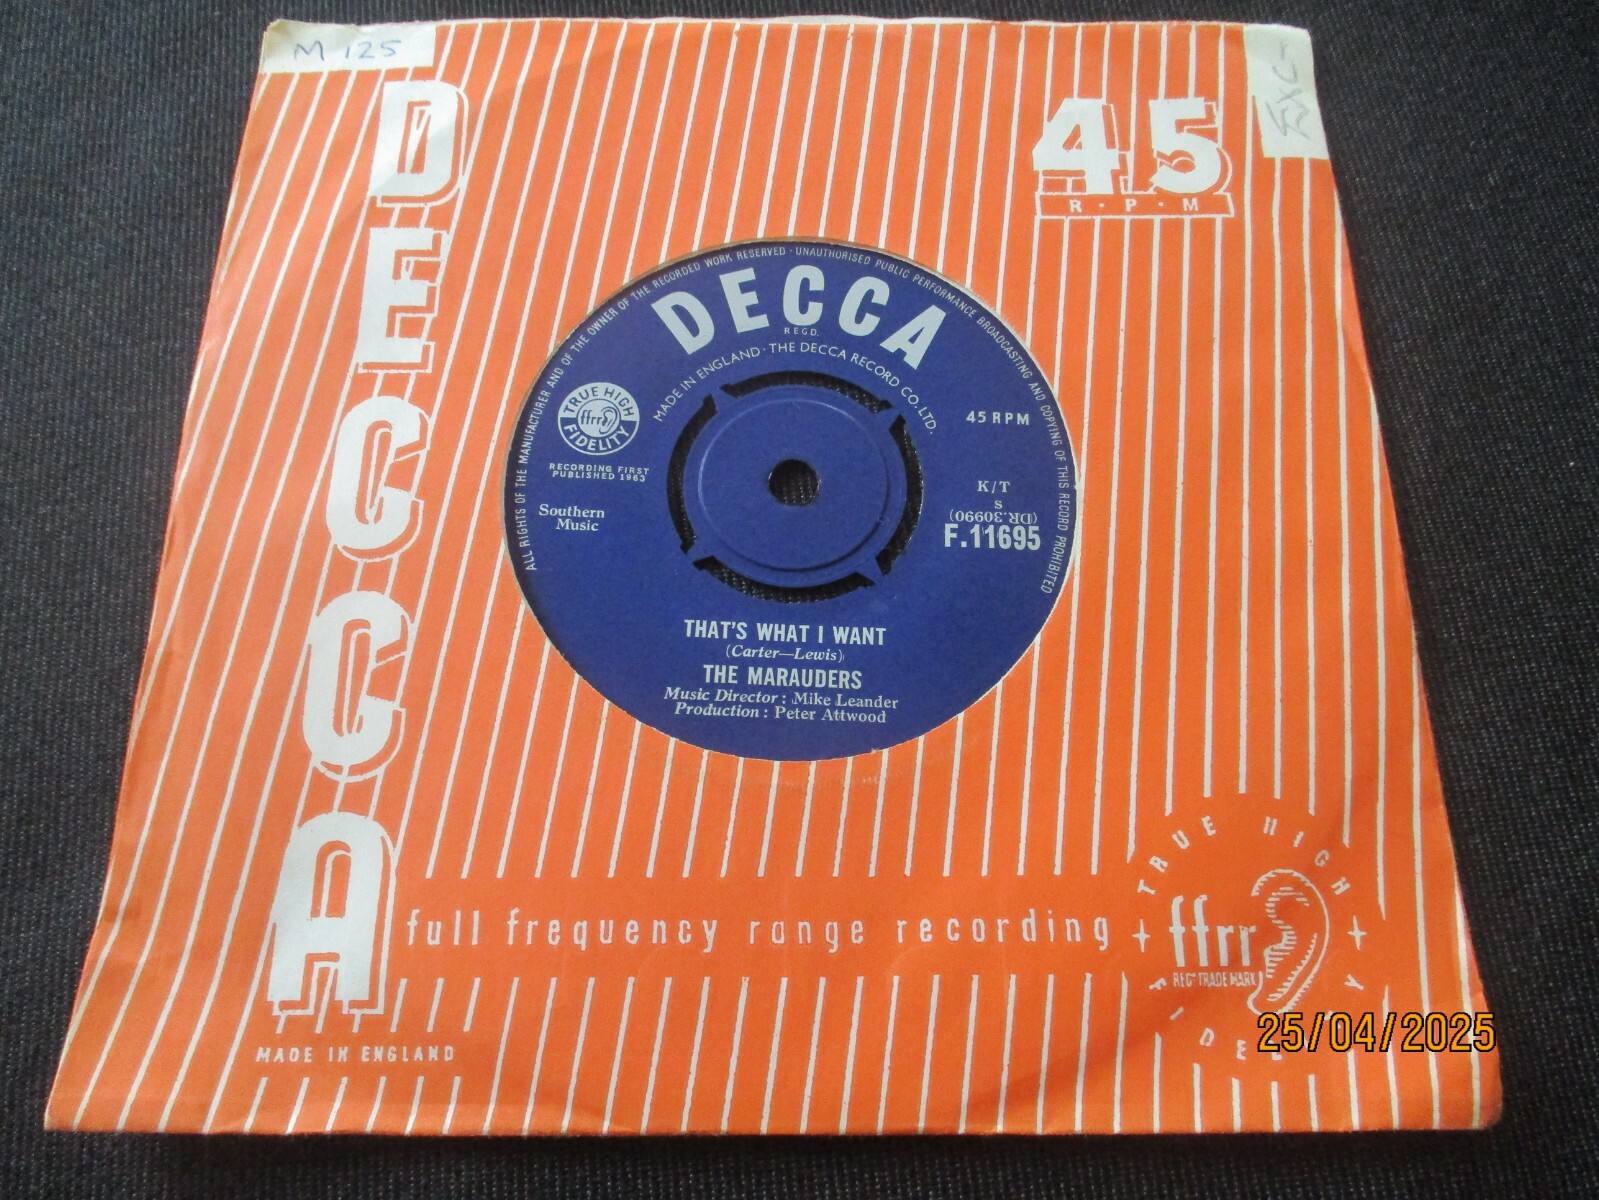 M 125
EXC-
DECCA
45
R·P·M
ALL RIGHTS OF THE MANUFACTURER AND OF THE OWNER OF THE RECORDED WORK RESERVED · UNAUTHORISED PUBLIC PERFORMANCE BROADCASTING AND COPYING OF THIS RECORD PROHIBITED
DECCA
REGD.
MADE IN ENGLAND · THE DECCA RECORD CO. LTD.
TRUE HIGH
ffrr
FIDELITY
RECORDING FIRST
PUBLISHED 1963
Southern
Music
45 RPM
K/T
S
(DR.30990)
F.11695
THAT'S WHAT I WANT
(Carter—Lewis)
THE MARAUDERS
Music Director : Mike Leander
Production : Peter Attwood
full frequency range recording
TRUE HIGH
ffrr
REGD TRADE MARK
FIDELITY
MADE IN ENGLAND
25/04/2025